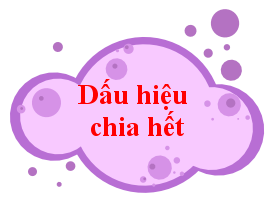 Dấu hiệu
chia hết